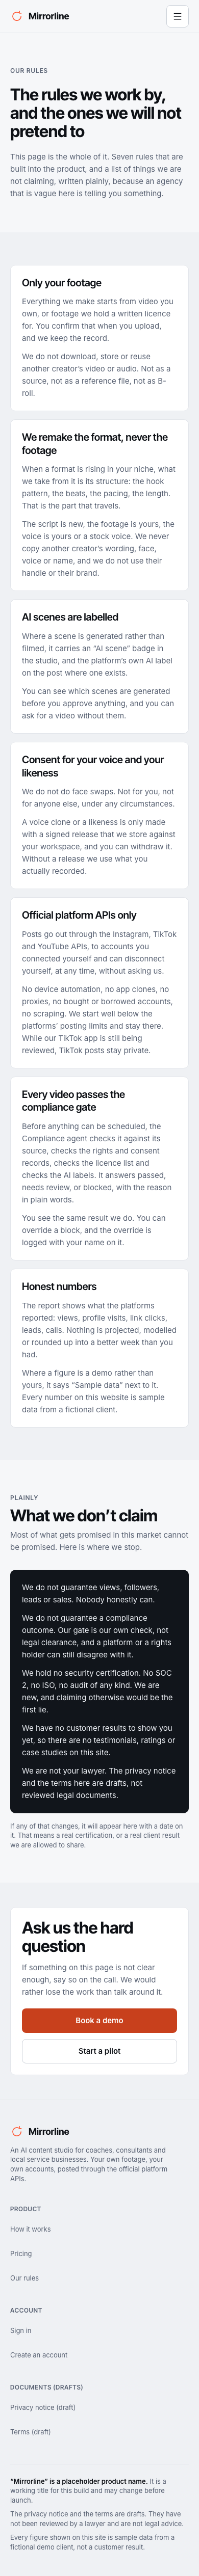 Mirrorline
OUR RULES
The rules we work by,
and the ones we will not
pretend to
This page is the whole of it. Seven rules that are
built into the product, and a list of things we are
not claiming, written plainly, because an agency
that is vague here is telling you something.
Only your footage
Everything we make starts from video you
own, or footage we hold a written licence
for. You confirm that when you upload,
and we keep the record.
We do not download, store or reuse
another creator's video or audio. Not as a
source, not as a reference file, not as B-
roll.
We remake the format, never the
footage
When a format is rising in your niche, what
we take from it is its structure: the hook
pattern, the beats, the pacing, the length.
That is the part that travels.
The script is new, the footage is yours, the
voice is yours or a stock voice. We never
copy another creator's wording, face,
voice or name, and we do not use their
handle or their brand.
AI scenes are labelled
Where a scene is generated rather than
filmed, it carries an "AI scene" badge in
the studio, and the platform's own AI label
on the post where one exists.
You can see which scenes are generated
before you approve anything, and you can
ask for a video without them.
Consent for your voice and your
likeness
We do not do face swaps. Not for you, not
for anyone else, under any circumstances.
A voice clone or a likeness is only made
with a signed release that we store against
your workspace, and you can withdraw it.
Without a release we use what you
actually recorded.
Official platform APIs only
Posts go out through the Instagram, TikTok
and YouTube APIs, to accounts you
connected yourself and can disconnect
yourself, at any time, without asking us.
No device automation, no app clones, no
proxies, no bought or borrowed accounts,
no scraping. We start well below the
platforms' posting limits and stay there.
While our TikTok app is still being
reviewed, TikTok posts stay private.
Every video passes the
compliance gate
Before anything can be scheduled, the
Compliance agent checks it against its
source, checks the rights and consent
records, checks the licence list and
checks the AI labels. It answers passed,
needs review, or blocked, with the reason
in plain words.
You see the same result we do. You can
override a block, and the override is
logged with your name on it.
Honest numbers
The report shows what the platforms
reported: views, profile visits, link clicks,
leads, calls. Nothing is projected, modelled
or rounded up into a better week than you
had.
Where a figure is a demo rather than
yours, it says "Sample data" next to it.
Every number on this website is sample
data from a fictional client.
PLAINLY
What we don't claim
Most of what gets promised in this market cannot
be promised. Here is where we stop.
We do not guarantee views, followers,
leads or sales. Nobody honestly can.
We do not guarantee a compliance
outcome. Our gate is our own check, not
legal clearance, and a platform or a rights
holder can still disagree with it.
We hold no security certification. No SOC
2, no ISO, no audit of any kind. We are
new, and claiming otherwise would be the
first lie.
We have no customer results to show you
yet, so there are no testimonials, ratings or
case studies on this site.
We are not your lawyer. The privacy notice
and the terms here are drafts, not
reviewed legal documents.
If any of that changes, it will appear here with a date on
it. That means a real certification, or a real client result
we are allowed to share.
Ask us the hard
question
If something on this page is not clear
enough, say so on the call. We would
rather lose the work than talk around it.
Book a demo
Start a pilot
Mirrorline
An AI content studio for coaches, consultants and
local service businesses. Your own footage, your
own accounts, posted through the official platform
APIs.
PRODUCT
How it works
Pricing
Our rules
ACCOUNT
Sign in
Create an account
DOCUMENTS (DRAFTS)
Privacy notice (draft)
Terms (draft)
"Mirrorline" is a placeholder product name. It is a
working title for this build and may change before
launch.
The privacy notice and the terms are drafts. They have
not been reviewed by a lawyer and are not legal advice.
Every figure shown on this site is sample data from a
fictional demo client, not a customer result.